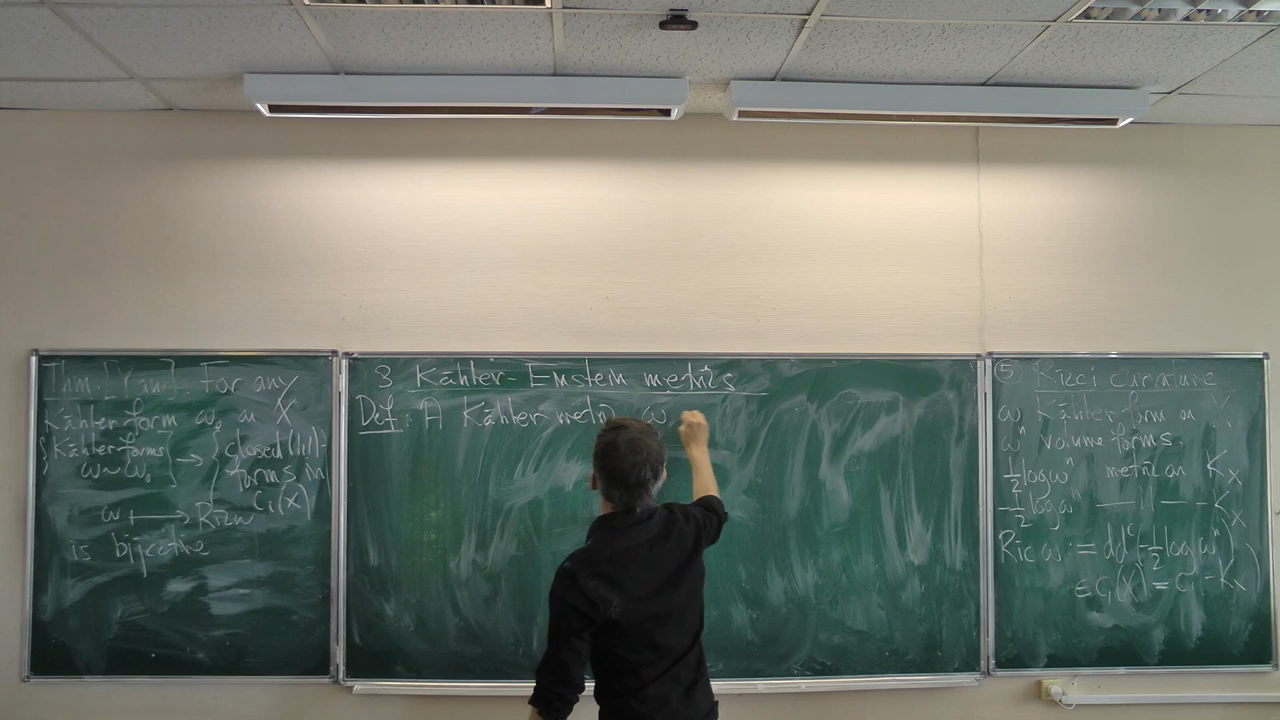 Thm. [Yau]. For any
Kähler form ω₀ on X
{Kähler forms ω~ω₀} → {closed (1,1)-forms in C₁(X)}
ω ⟼ Ric ω
is bijective
3 Kähler-Einstein metrics
Def: A Kähler metric ω
⑤ Ricci curvature
ω Kähler form on X,
ωⁿ volume forms.
½ log ωⁿ metric on K_X
-½ log ωⁿ — 11 — -K_X
Ric ω := dd^c(-½ log ωⁿ)
∈ C₁(X) = C₁(-K_X)